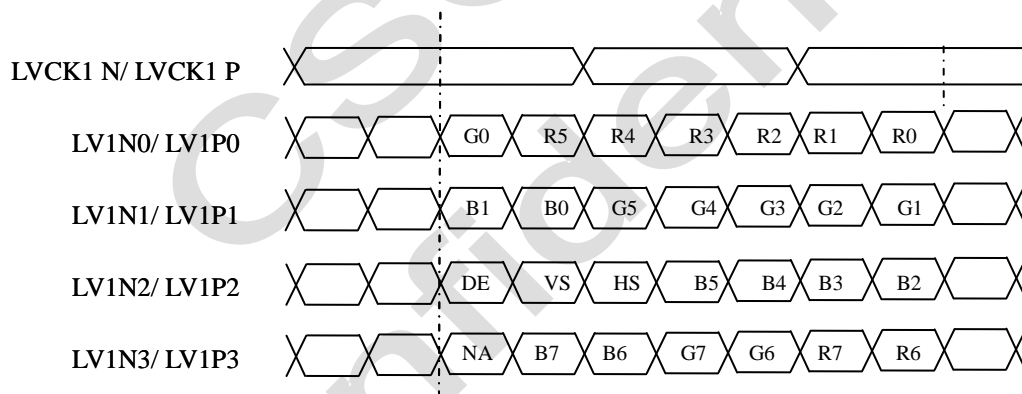 LVCK1 N/ LVCK1 P
LV1N0/ LV1P0 G0 R5 R4 R3 R2 R1 R0
LV1N1/ LV1P1 B1 B0 G5 G4 G3 G2 G1
LV1N2/ LV1P2 DE VS HS B5 B4 B3 B2
LV1N3/ LV1P3 NA B7 B6 G7 G6 R7 R6